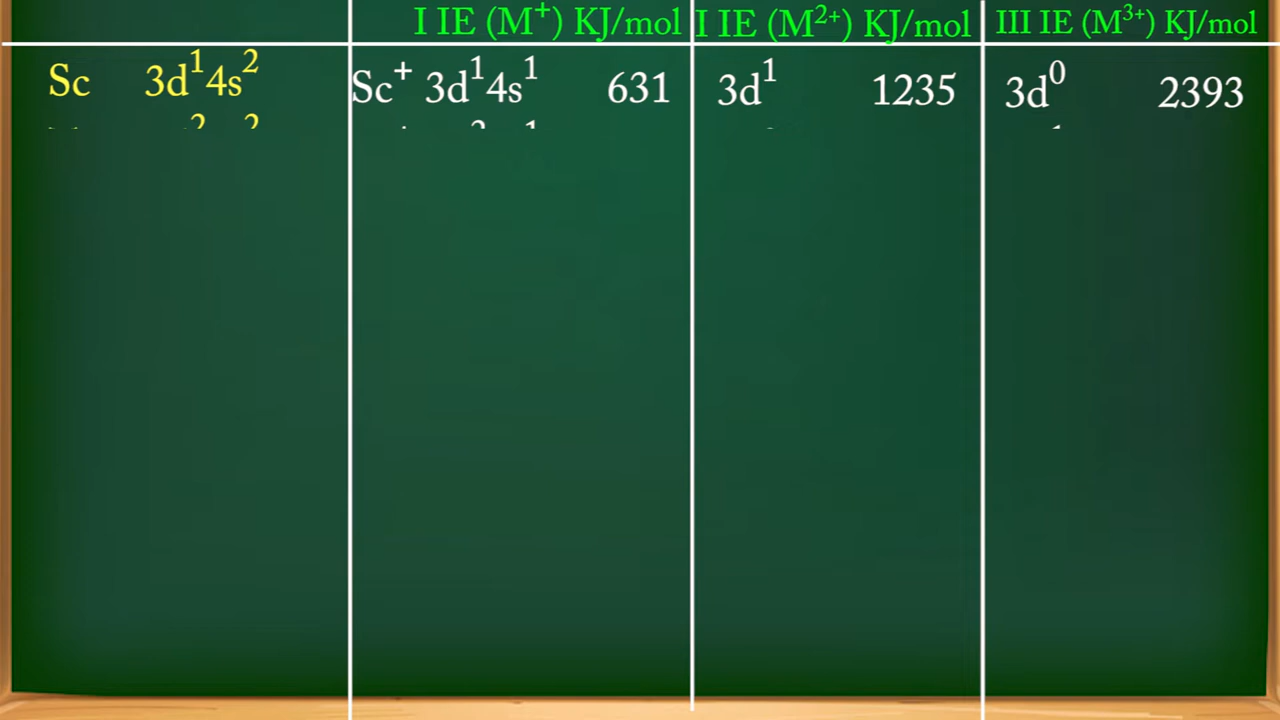 I IE (M⁺) KJ/mol I IE (M²⁺) KJ/mol III IE (M³⁺) KJ/mol
Sc 3d¹4s² Sc⁺ 3d¹4s¹ 631 3d¹ 1235 3d⁰ 2393